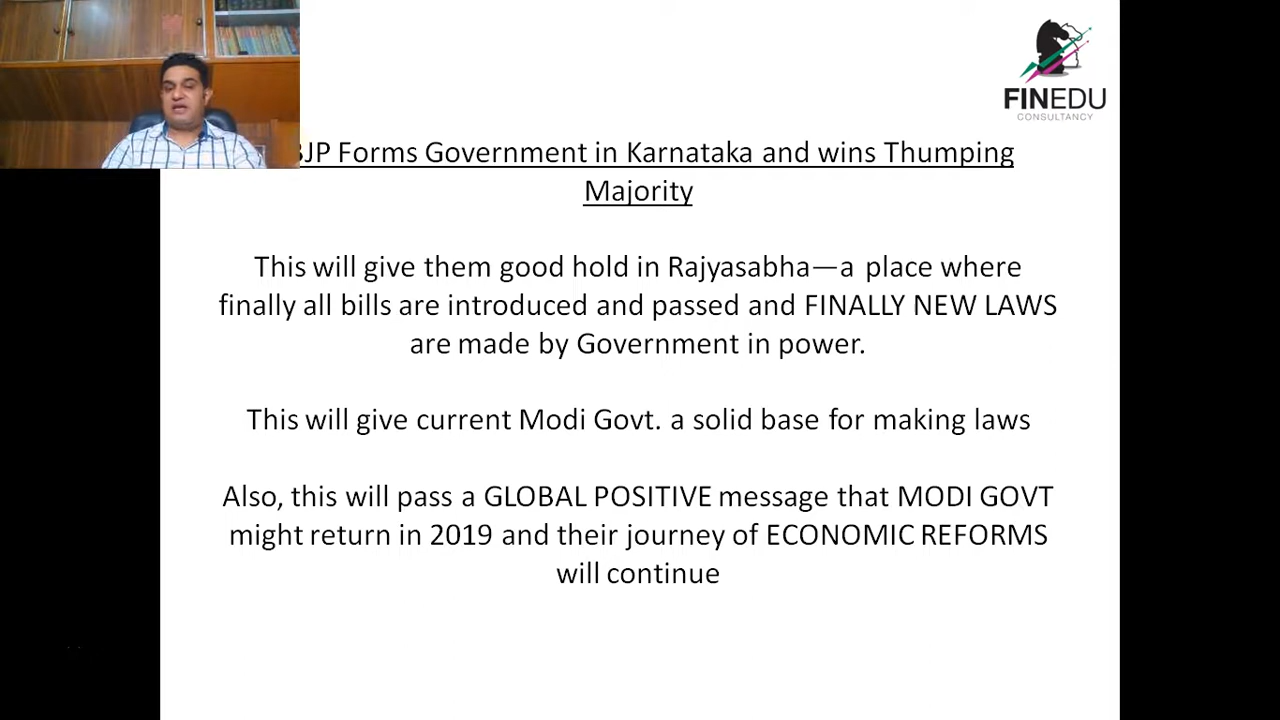 FINEDU
CONSULTANCY
JP Forms Government in Karnataka and wins Thumping
Majority
This will give them good hold in Rajyasabha—a place where
finally all bills are introduced and passed and FINALLY NEW LAWS
are made by Government in power.
This will give current Modi Govt. a solid base for making laws
Also, this will pass a GLOBAL POSITIVE message that MODI GOVT
might return in 2019 and their journey of ECONOMIC REFORMS
will continue